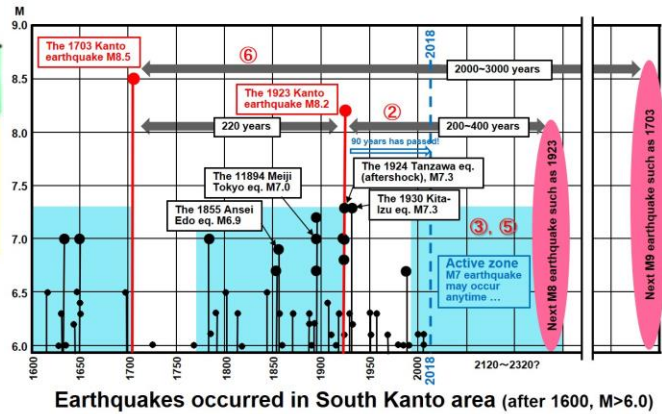 M
9.0
8.5
8.0
7.5
7.0
6.5
6.0
The 1703 Kanto
earthquake M8.5
⑥
2018
2000~3000 years
The 1923 Kanto
earthquake M8.2
②
220 years
200~400 years
90 years has passed!
The 11894 Meiji
Tokyo eq. M7.0
The 1924 Tanzawa eq.
(aftershock), M7.3
The 1855 Ansei
Edo eq. M6.9
The 1930 Kita-
Izu eq. M7.3
③, ⑤
Active zone
M7 earthquake
may occur
anytime ...
Next M8 earthquake such as 1923
Next M9 earthquake such as 1703
1600
1650
1700
1750
1800
1850
1900
1950
2000
2018
2120~2320?
Earthquakes occurred in South Kanto area (after 1600, M>6.0)